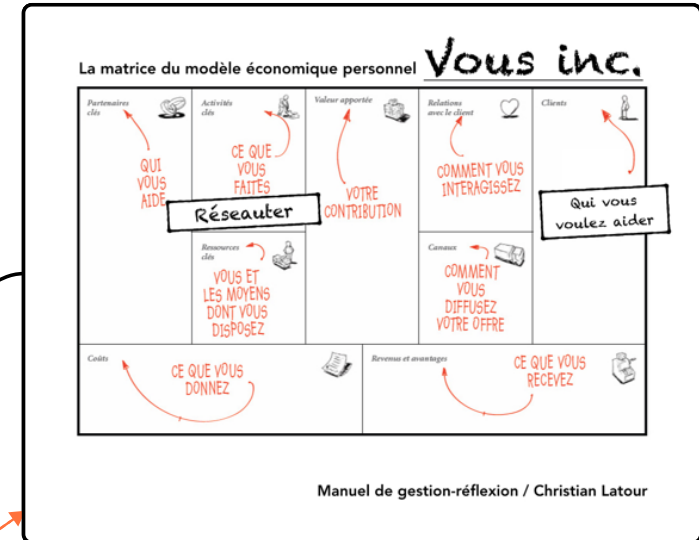 La matrice du modèle économique personnel Vous inc.
Partenaires
clés
QUI
VOUS
AIDE
Activités
clés
CE QUE
VOUS
FAITES
Réseauter
Ressources
clés
VOUS ET
LES MOYENS
DONT VOUS
DISPOSEZ
Valeur apportée
VOTRE
CONTRIBUTION
Relations
avec le client
COMMENT VOUS
INTERAGISSEZ
Canaux
COMMENT
VOUS
DIFFUSEZ
VOTRE OFFRE
Clients
Qui vous
voulez aider
Coûts
CE QUE VOUS
DONNEZ
Revenus et avantages
CE QUE VOUS
RECEVEZ
Manuel de gestion-réflexion / Christian Latour